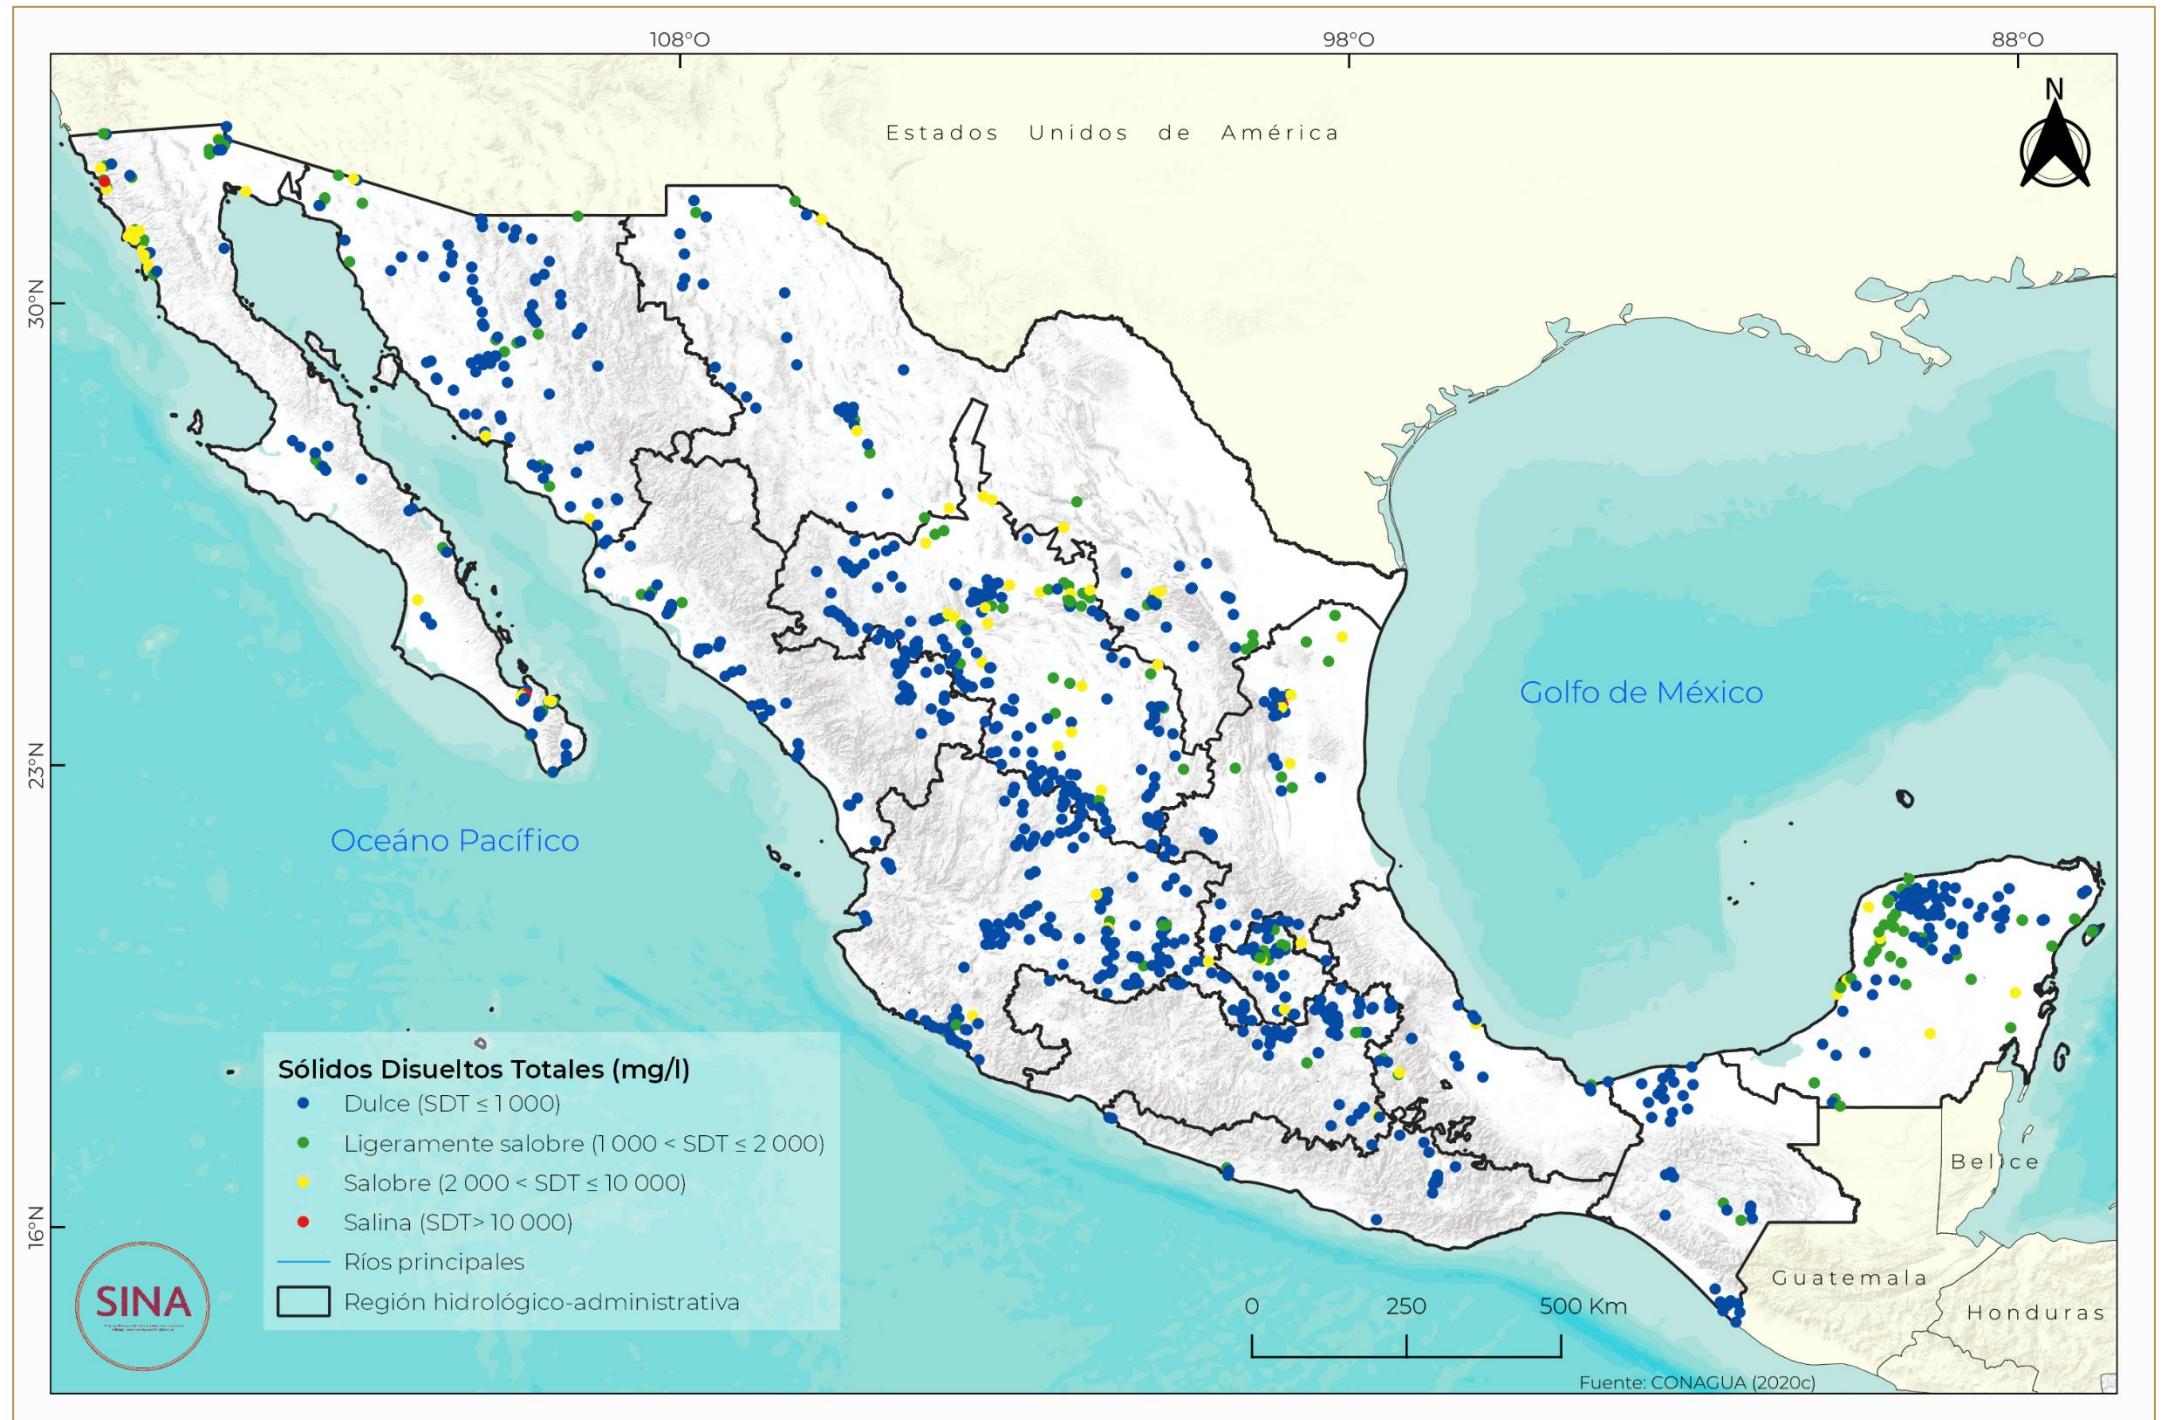 108°O
98°O
88°O
N
Estados Unidos de América
30°N
Golfo de México
23°N
Oceáno Pacífico
Sólidos Disueltos Totales (mg/l)
Dulce (SDT ≤ 1 000)
Ligeramente salobre (1 000 < SDT ≤ 2 000)
Salobre (2 000 < SDT ≤ 10 000)
Salina (SDT> 10 000)
Ríos principales
Región hidrológico-administrativa
Belice
16°N
Guatemala
Honduras
SINA
0 250 500 Km
Fuente: CONAGUA (2020c)